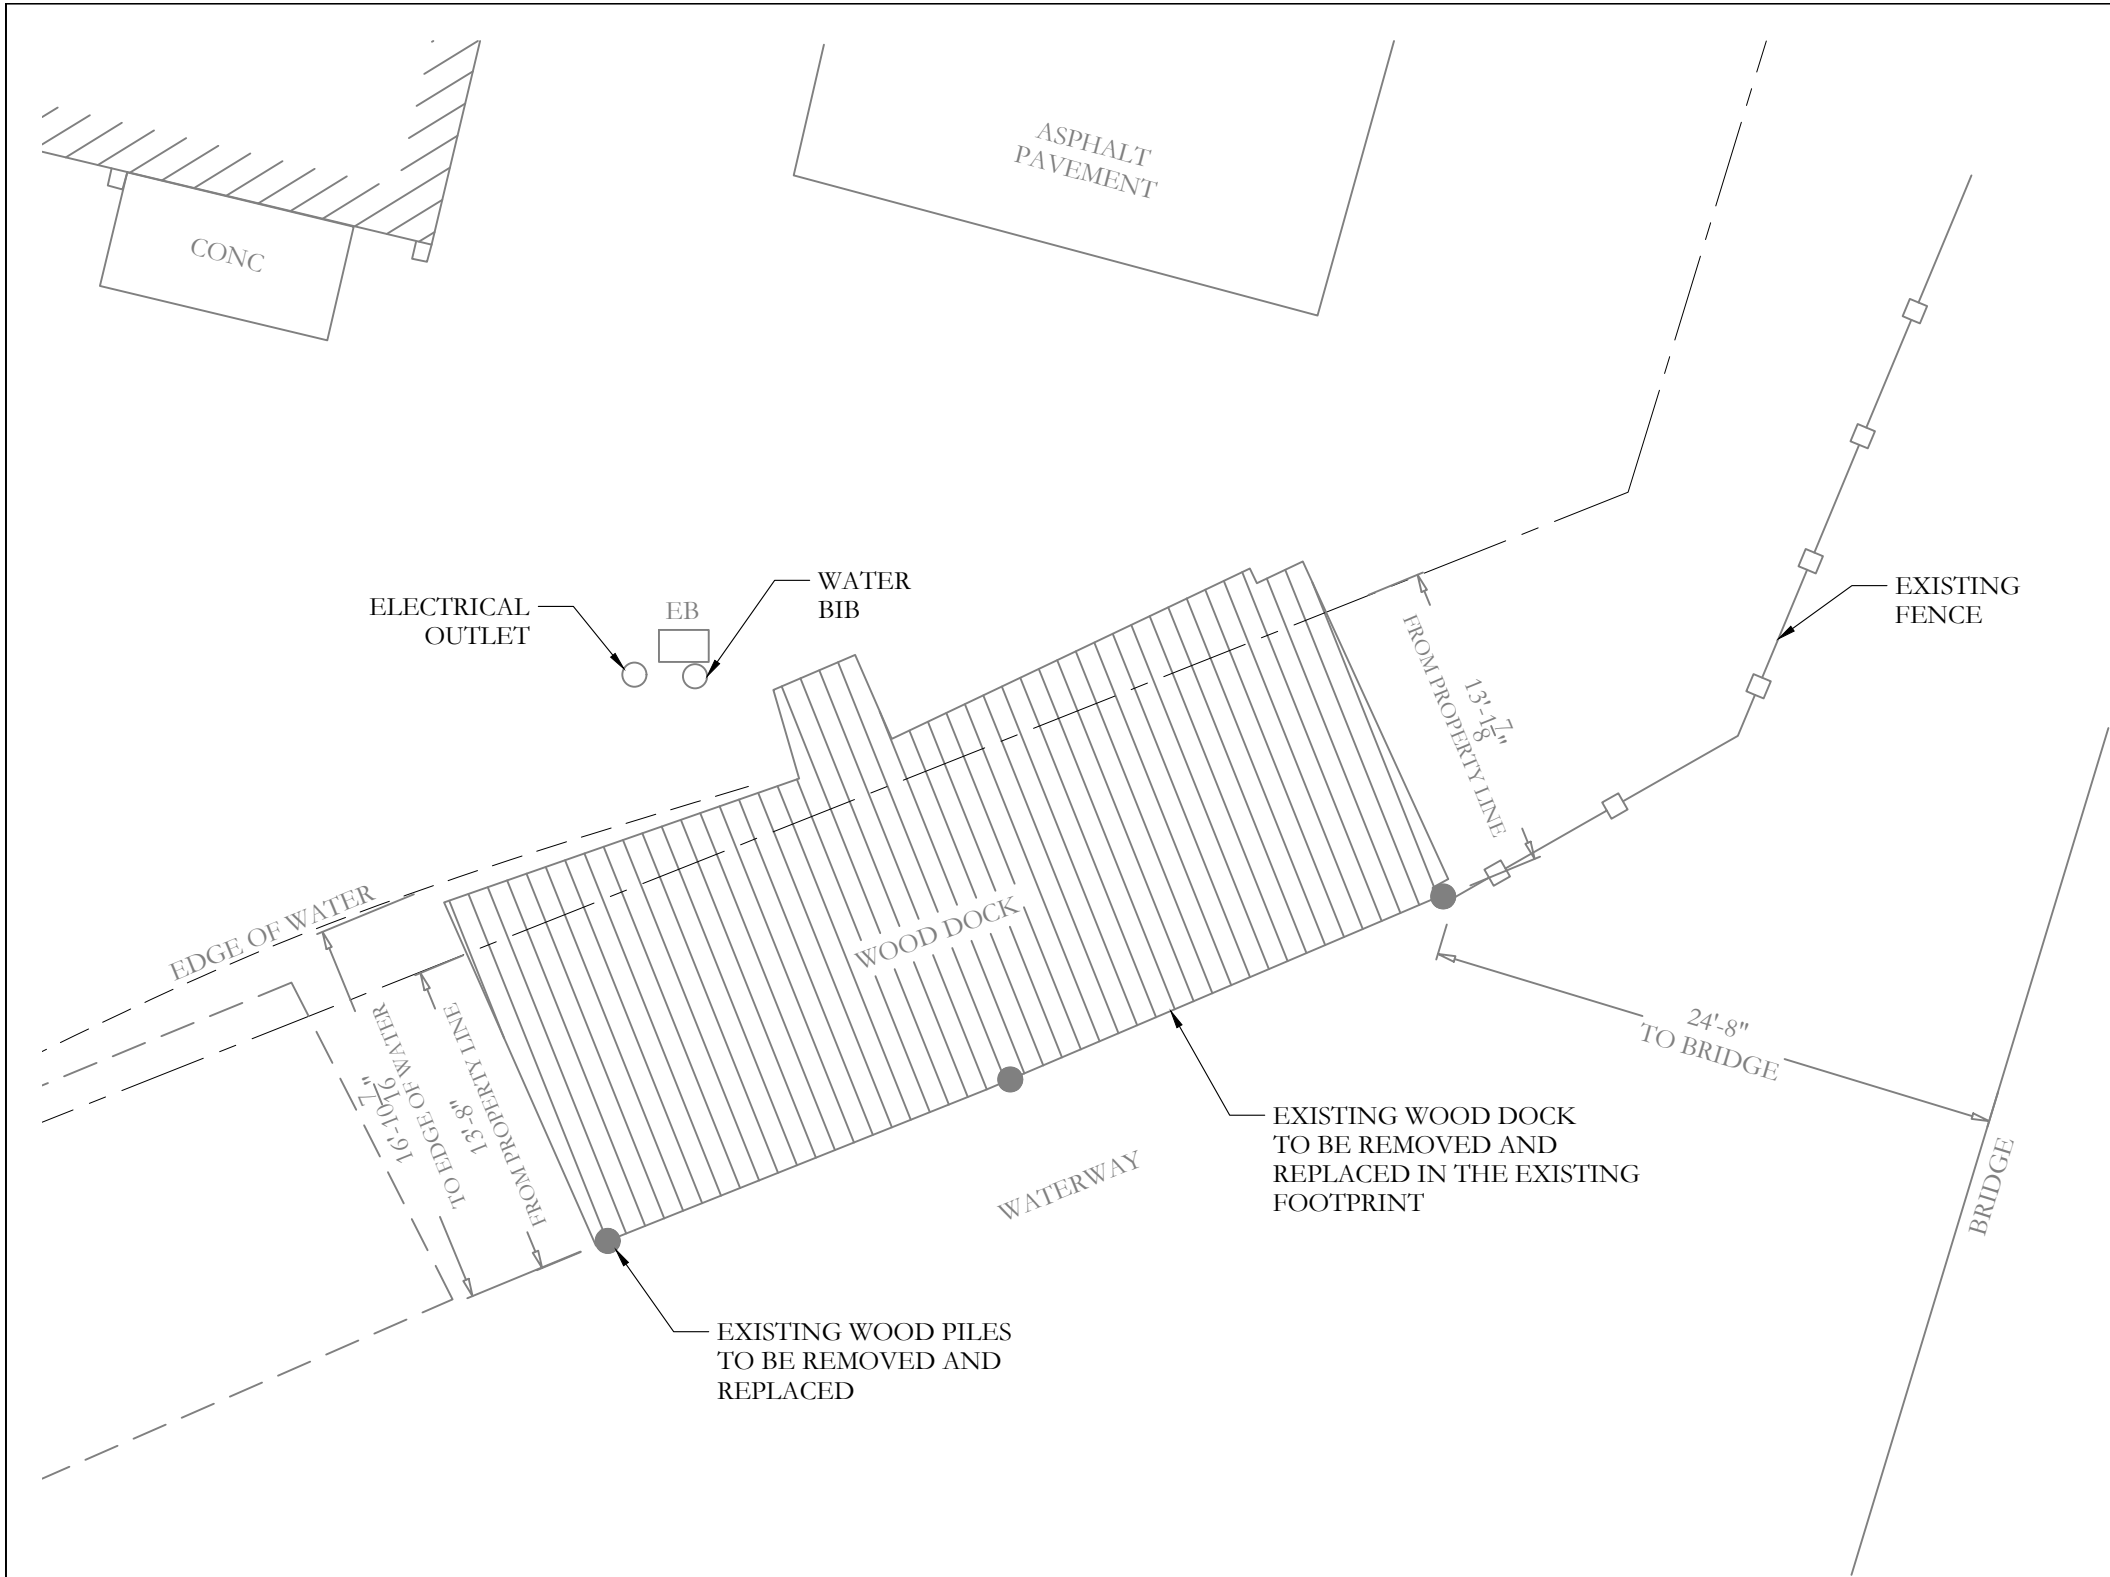 ASPHALT
PAVEMENT
CONC
ELECTRICAL
OUTLET
EB
WATER
BIB
EXISTING
FENCE
13'-1 7/8"
FROM PROPERTY LINE
EDGE OF WATER
WOOD DOCK
16'-10 7/16"
TO EDGE OF WATER
13'-8"
FROM PROPERTY LINE
24'-8"
TO BRIDGE
BRIDGE
WATERWAY
EXISTING WOOD DOCK
TO BE REMOVED AND
REPLACED IN THE EXISTING
FOOTPRINT
EXISTING WOOD PILES
TO BE REMOVED AND
REPLACED